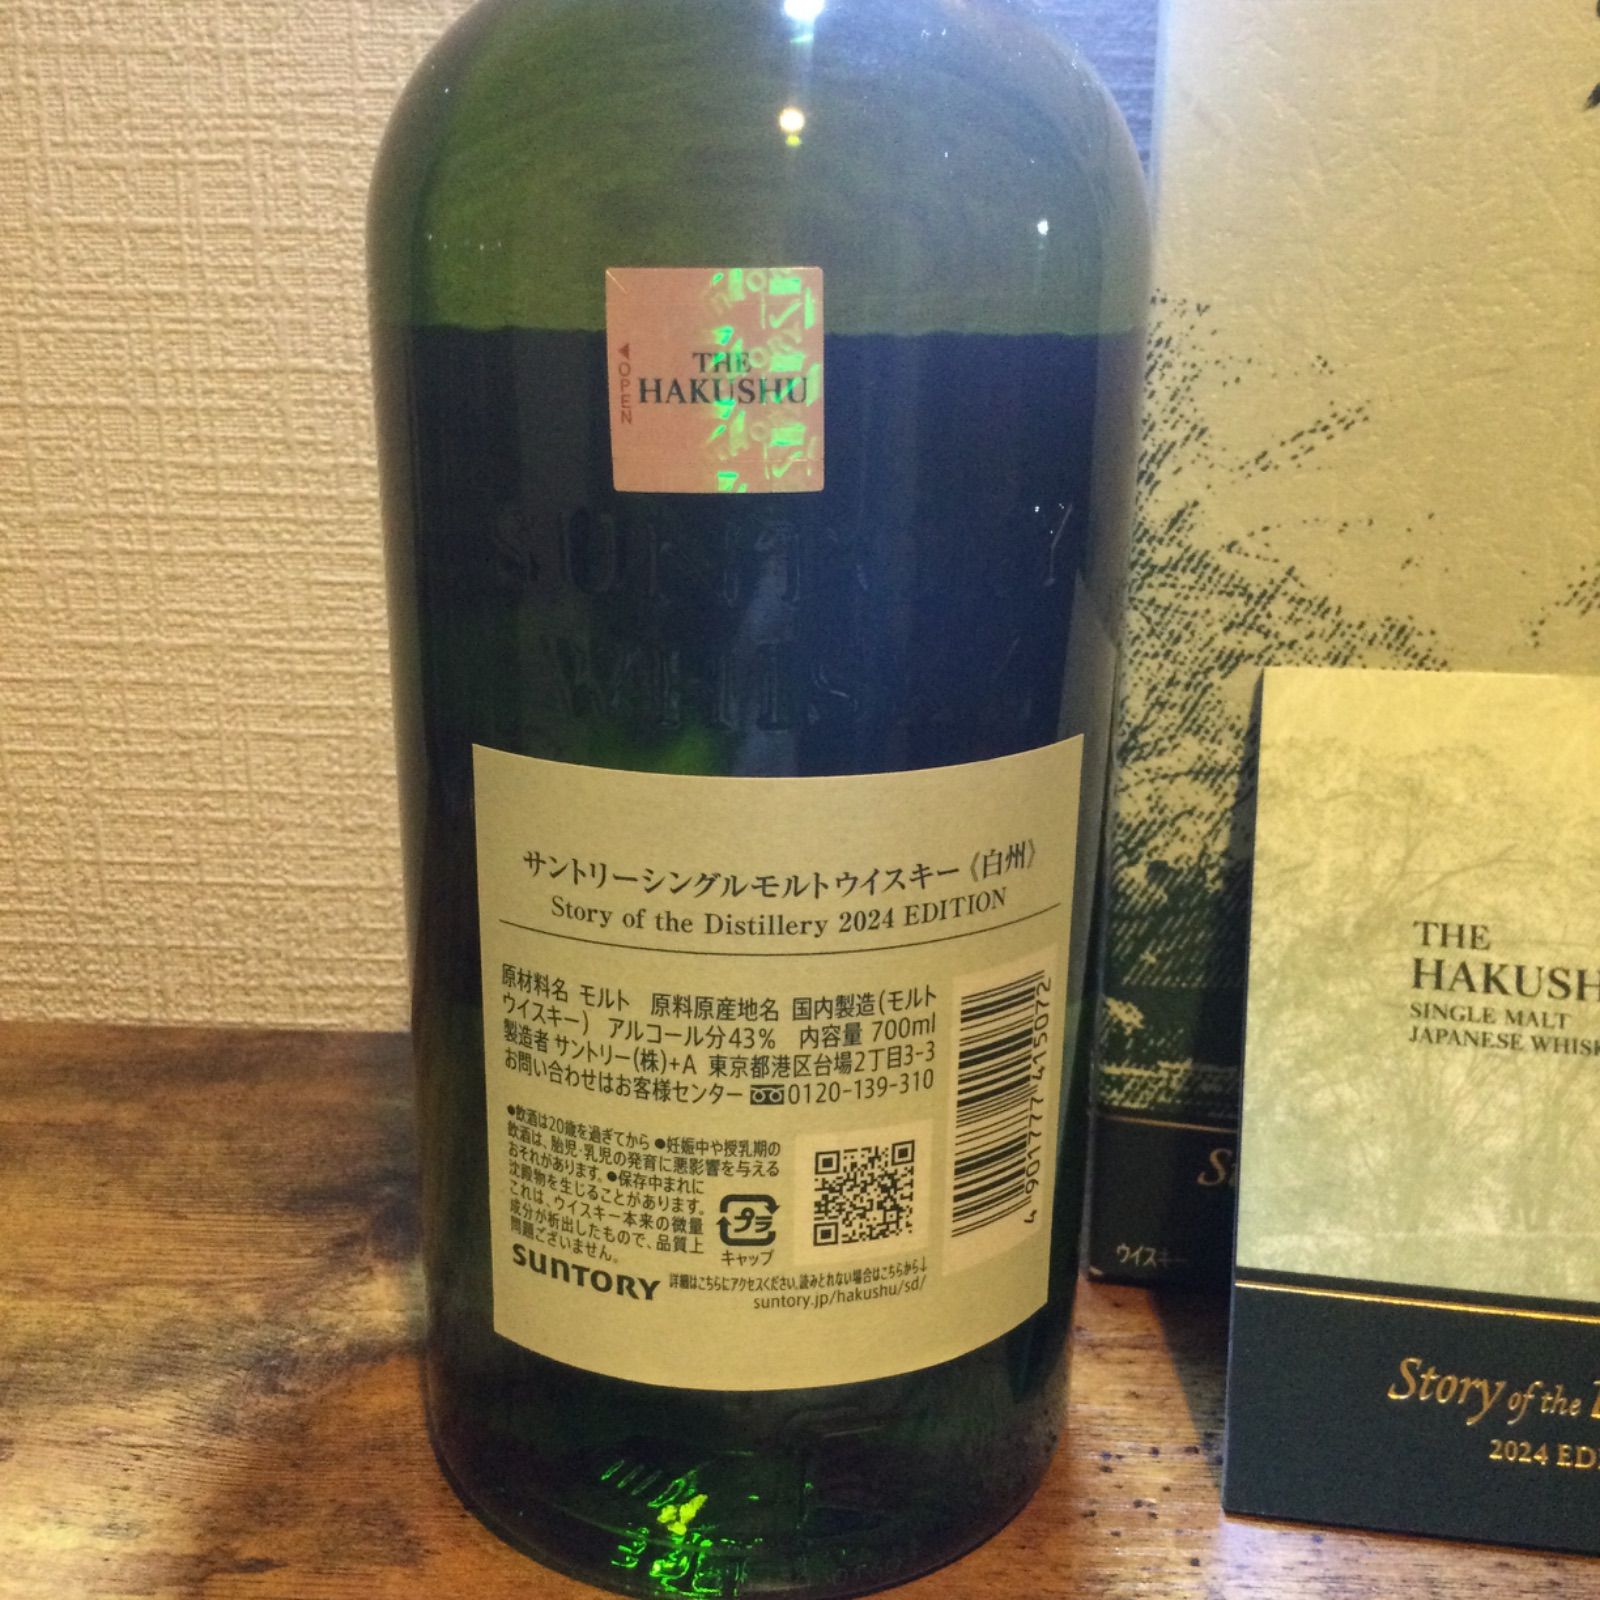 THE
HAKUSHU
◀OPEN
SUNTORY
WHISKY
サントリーシングルモルトウイスキー《白州》
Story of the Distillery 2024 EDITION
原材料名 モルト 原料原産地名 国内製造(モルト
ウイスキー) アルコール分43% 内容量 700ml
製造者 サントリー(株)+A 東京都港区台場2丁目3-3
お問い合わせはお客様センター 0120-139-310
●飲酒は20歳を過ぎてから ●妊娠中や授乳期の
飲酒は、胎児・乳児の発育に悪影響を与える
おそれがあります。●保存中まれに
沈殿物を生じることがあります。
これは、ウイスキー本来の微量
成分が析出したもので、品質上
問題ございません。
プラ
キャップ
4 901777 415072
SUNTORY
詳細はこちらにアクセスください。読みとれない場合はこちらから↓
suntory.jp/hakushu/sd/
ウイスキー
THE
HAKUSH
SINGLE MALT
JAPANESE WHISK
Story of the
2024 EDI